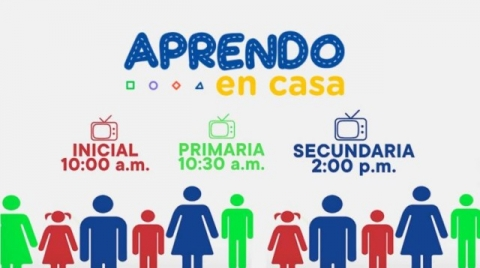 APRENDO
en casa
INICIAL
10:00 a.m.
PRIMARIA
10:30 a.m.
SECUNDARIA
2:00 p.m.